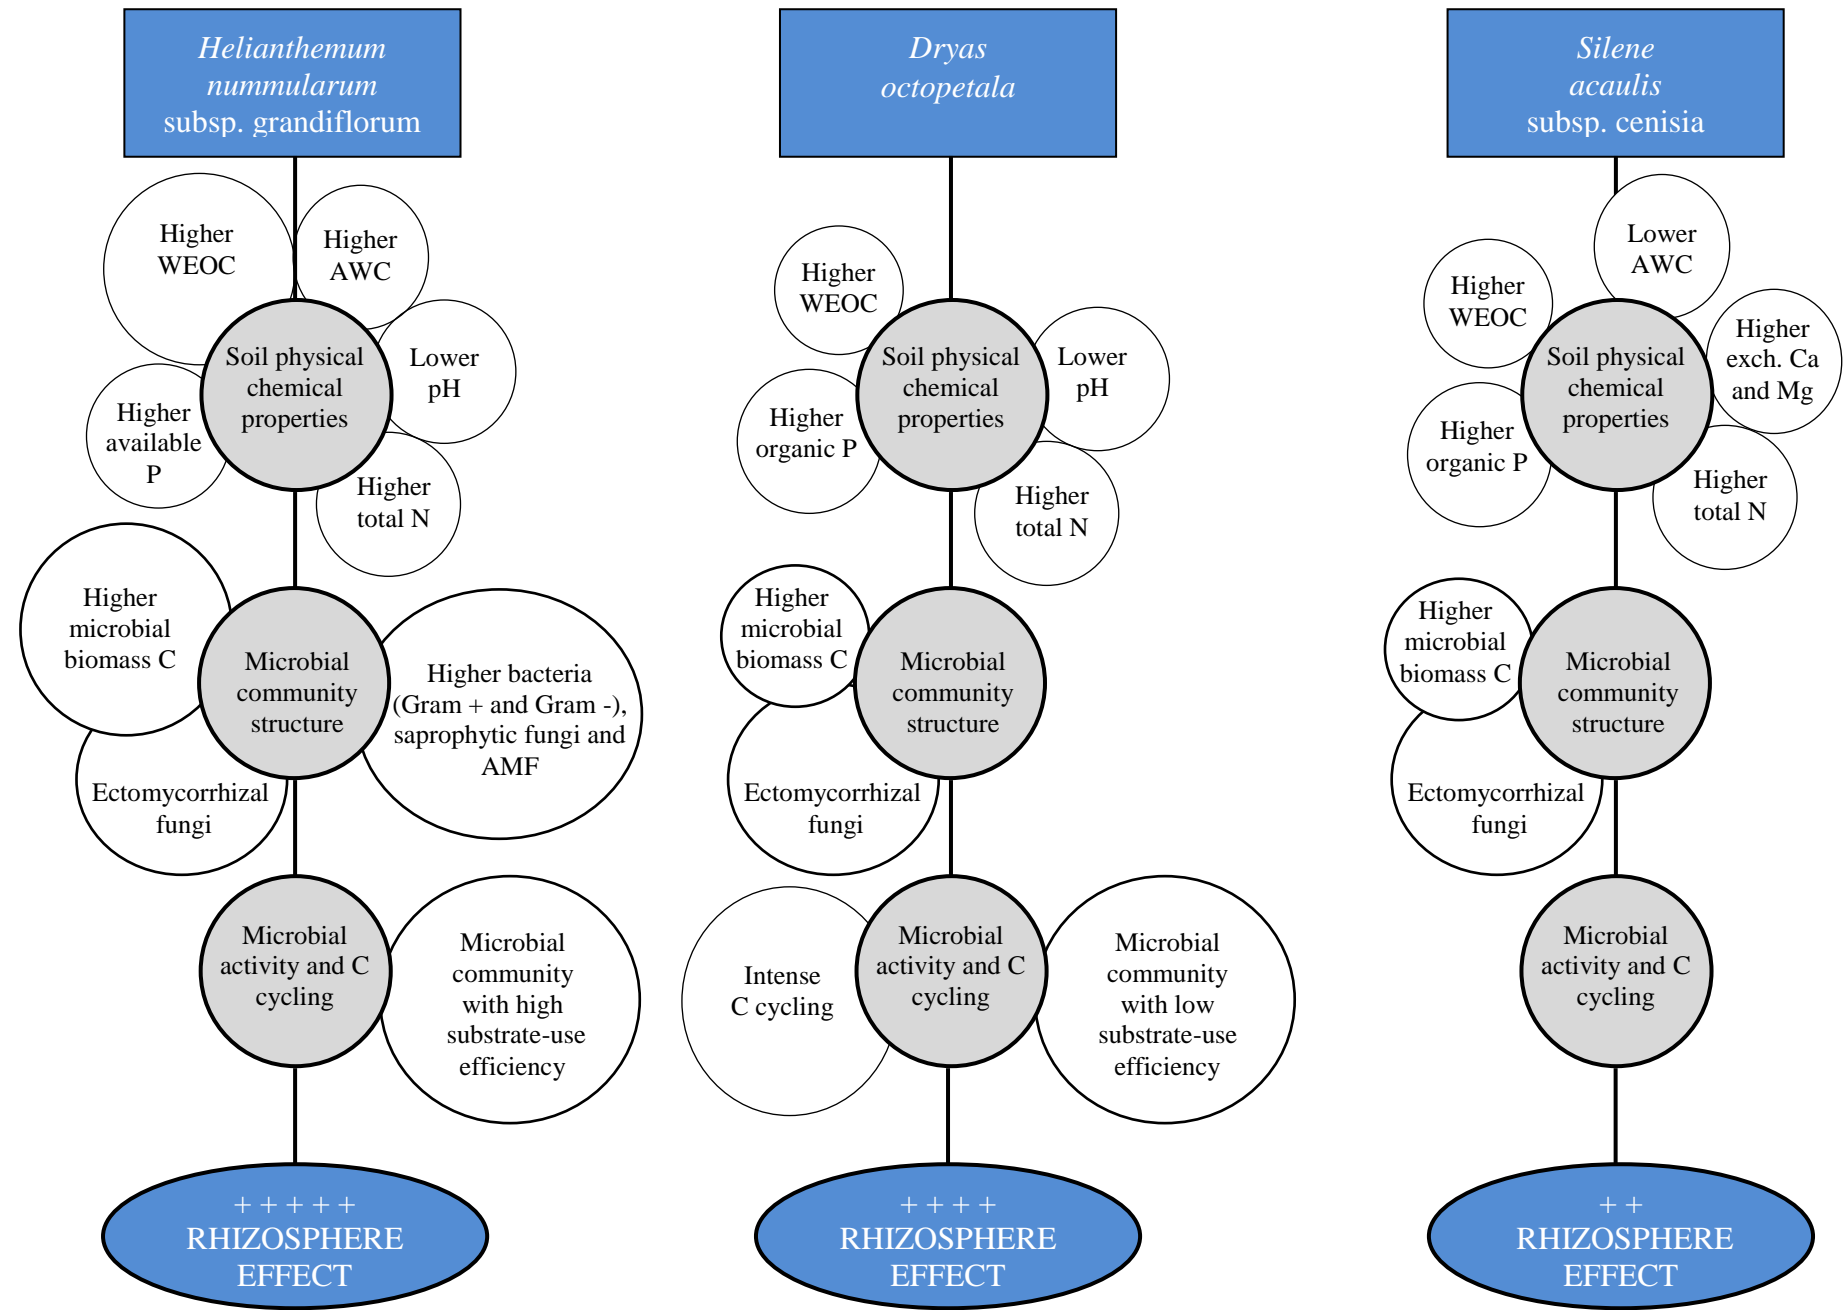 Helianthemum
nummularum
subsp. grandiflorum
Higher
WEOC
Higher
AWC
Soil physical
chemical
properties
Lower
pH
Higher
available
P
Higher
total N
Higher
microbial
biomass C
Microbial
community
structure
Higher bacteria
(Gram + and Gram -),
saprophytic fungi and
AMF
Ectomycorrhizal
fungi
Microbial
activity and C
cycling
Microbial
community
with high
substrate-use
efficiency
+ + + + +
RHIZOSPHERE
EFFECT
Dryas
octopetala
Higher
WEOC
Soil physical
chemical
properties
Lower
pH
Higher
organic P
Higher
total N
Higher
microbial
biomass C
Microbial
community
structure
Ectomycorrhizal
fungi
Intense
C cycling
Microbial
activity and C
cycling
Microbial
community
with low
substrate-use
efficiency
+ + + +
RHIZOSPHERE
EFFECT
Silene
acaulis
subsp. cenisia
Lower
AWC
Higher
WEOC
Soil physical
chemical
properties
Higher
exch. Ca
and Mg
Higher
organic P
Higher
total N
Higher
microbial
biomass C
Microbial
community
structure
Ectomycorrhizal
fungi
Microbial
activity and C
cycling
+ +
RHIZOSPHERE
EFFECT